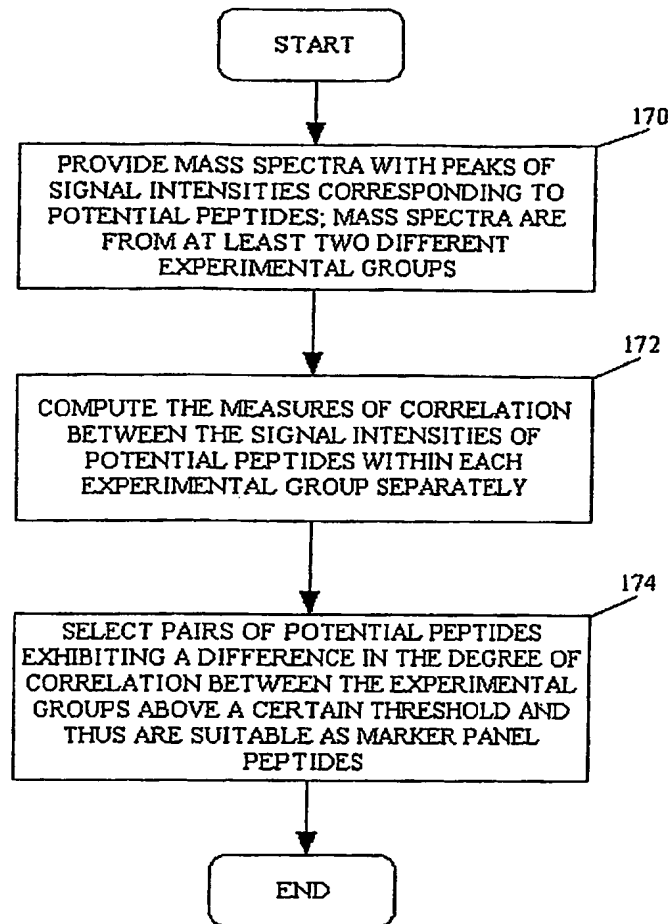 START
170
PROVIDE MASS SPECTRA WITH PEAKS OF
SIGNAL INTENSITIES CORRESPONDING TO
POTENTIAL PEPTIDES; MASS SPECTRA ARE
FROM AT LEAST TWO DIFFERENT
EXPERIMENTAL GROUPS
172
COMPUTE THE MEASURES OF CORRELATION
BETWEEN THE SIGNAL INTENSITIES OF
POTENTIAL PEPTIDES WITHIN EACH
EXPERIMENTAL GROUP SEPARATELY
174
SELECT PAIRS OF POTENTIAL PEPTIDES
EXHIBITING A DIFFERENCE IN THE DEGREE OF
CORRELATION BETWEEN THE EXPERIMENTAL
GROUPS ABOVE A CERTAIN THRESHOLD AND
THUS ARE SUITABLE AS MARKER PANEL
PEPTIDES
END